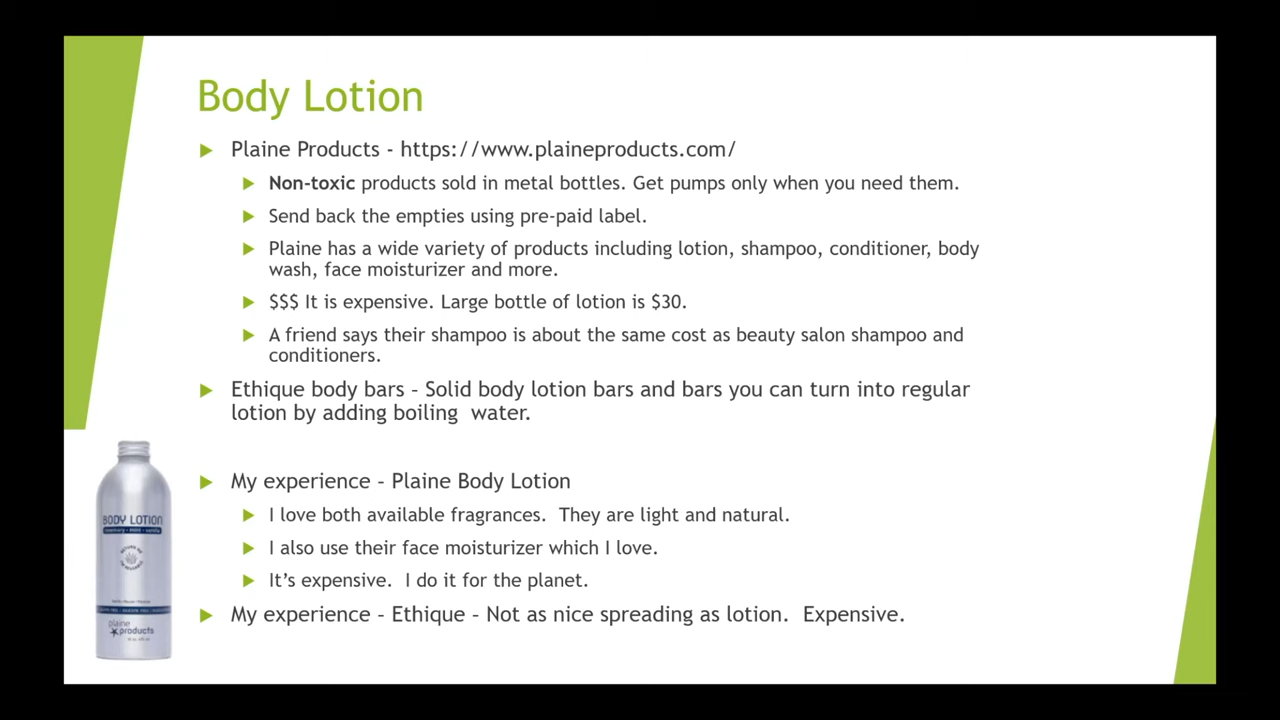 Body Lotion
Plaine Products - https://www.plaineproducts.com/
Non-toxic products sold in metal bottles. Get pumps only when you need them.
Send back the empties using pre-paid label.
Plaine has a wide variety of products including lotion, shampoo, conditioner, body
wash, face moisturizer and more.
$$$ It is expensive. Large bottle of lotion is $30.
A friend says their shampoo is about the same cost as beauty salon shampoo and
conditioners.
Ethique body bars – Solid body lotion bars and bars you can turn into regular
lotion by adding boiling  water.
My experience – Plaine Body Lotion
I love both available fragrances.  They are light and natural.
I also use their face moisturizer which I love.
It's expensive.  I do it for the planet.
My experience – Ethique – Not as nice spreading as lotion.  Expensive.
BODY LOTION
rosemary • mint • vanilla
plaine
products